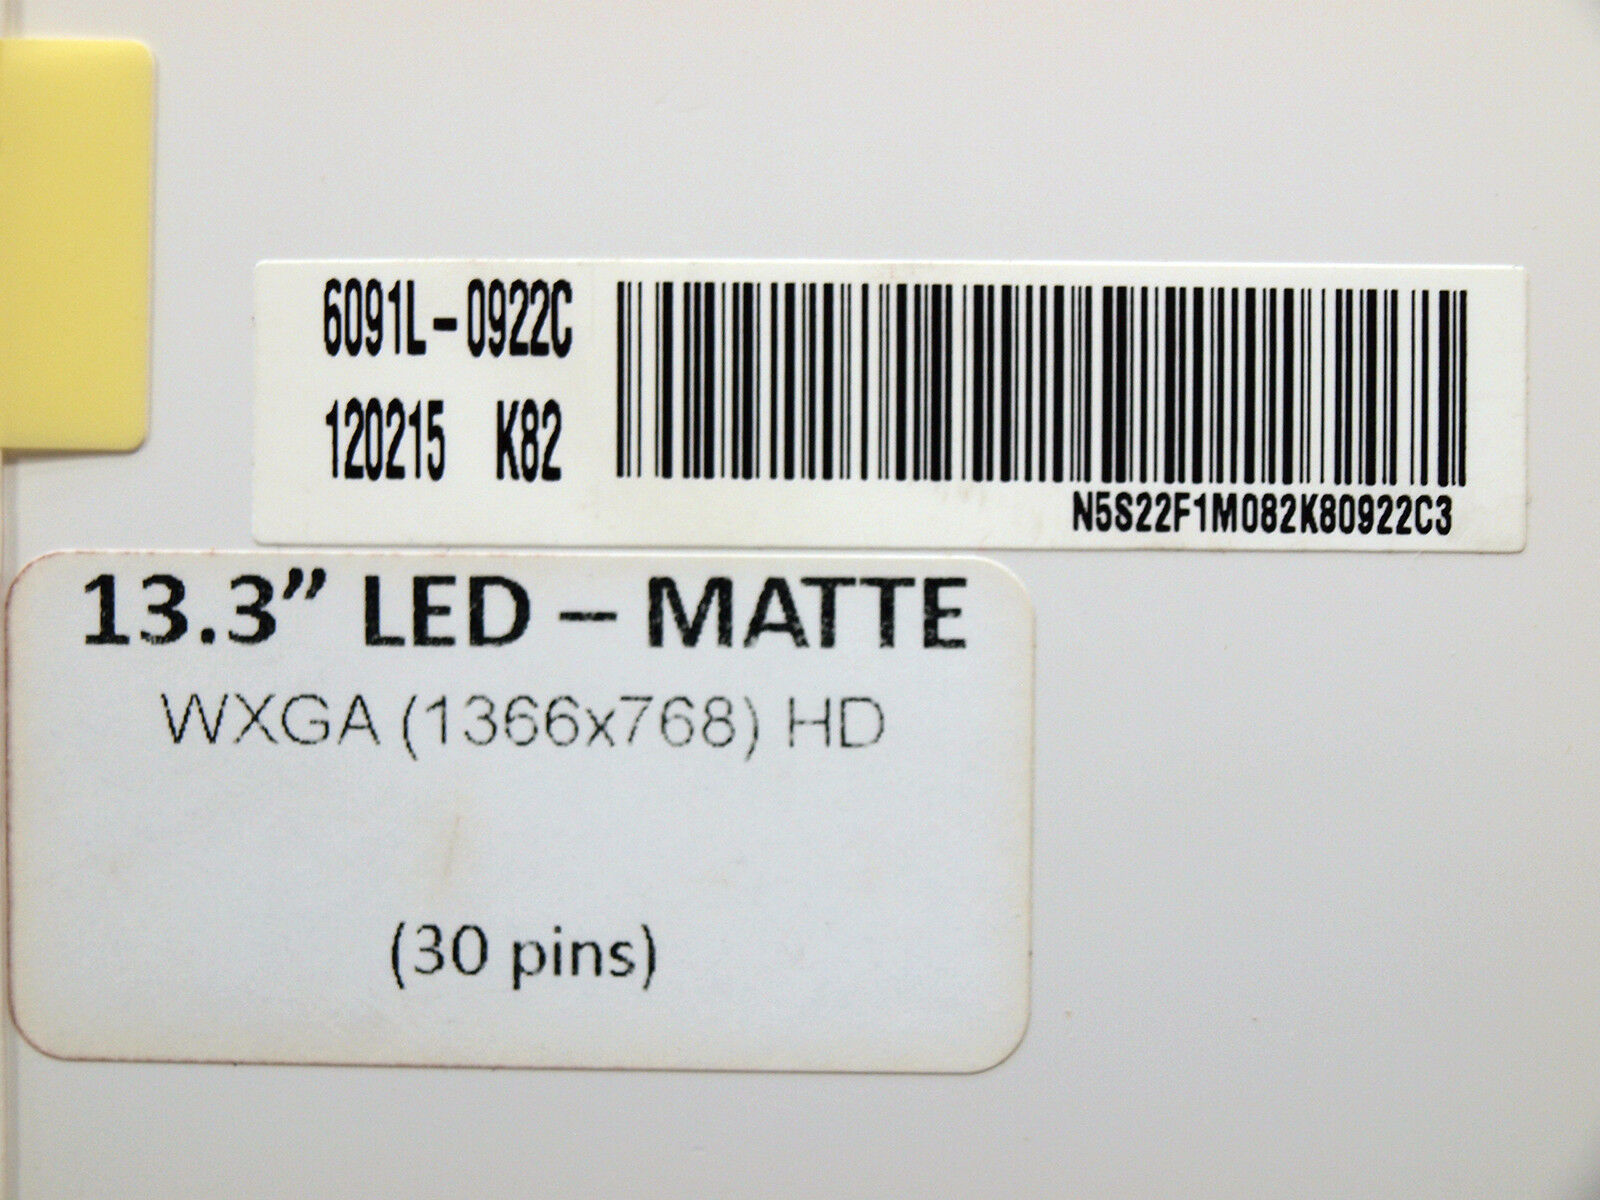 6091L-0922C
120215 K82
N5S22F1M082K80922C3
13.3” LED – MATTE
WXGA (1366x768) HD
(30 pins)